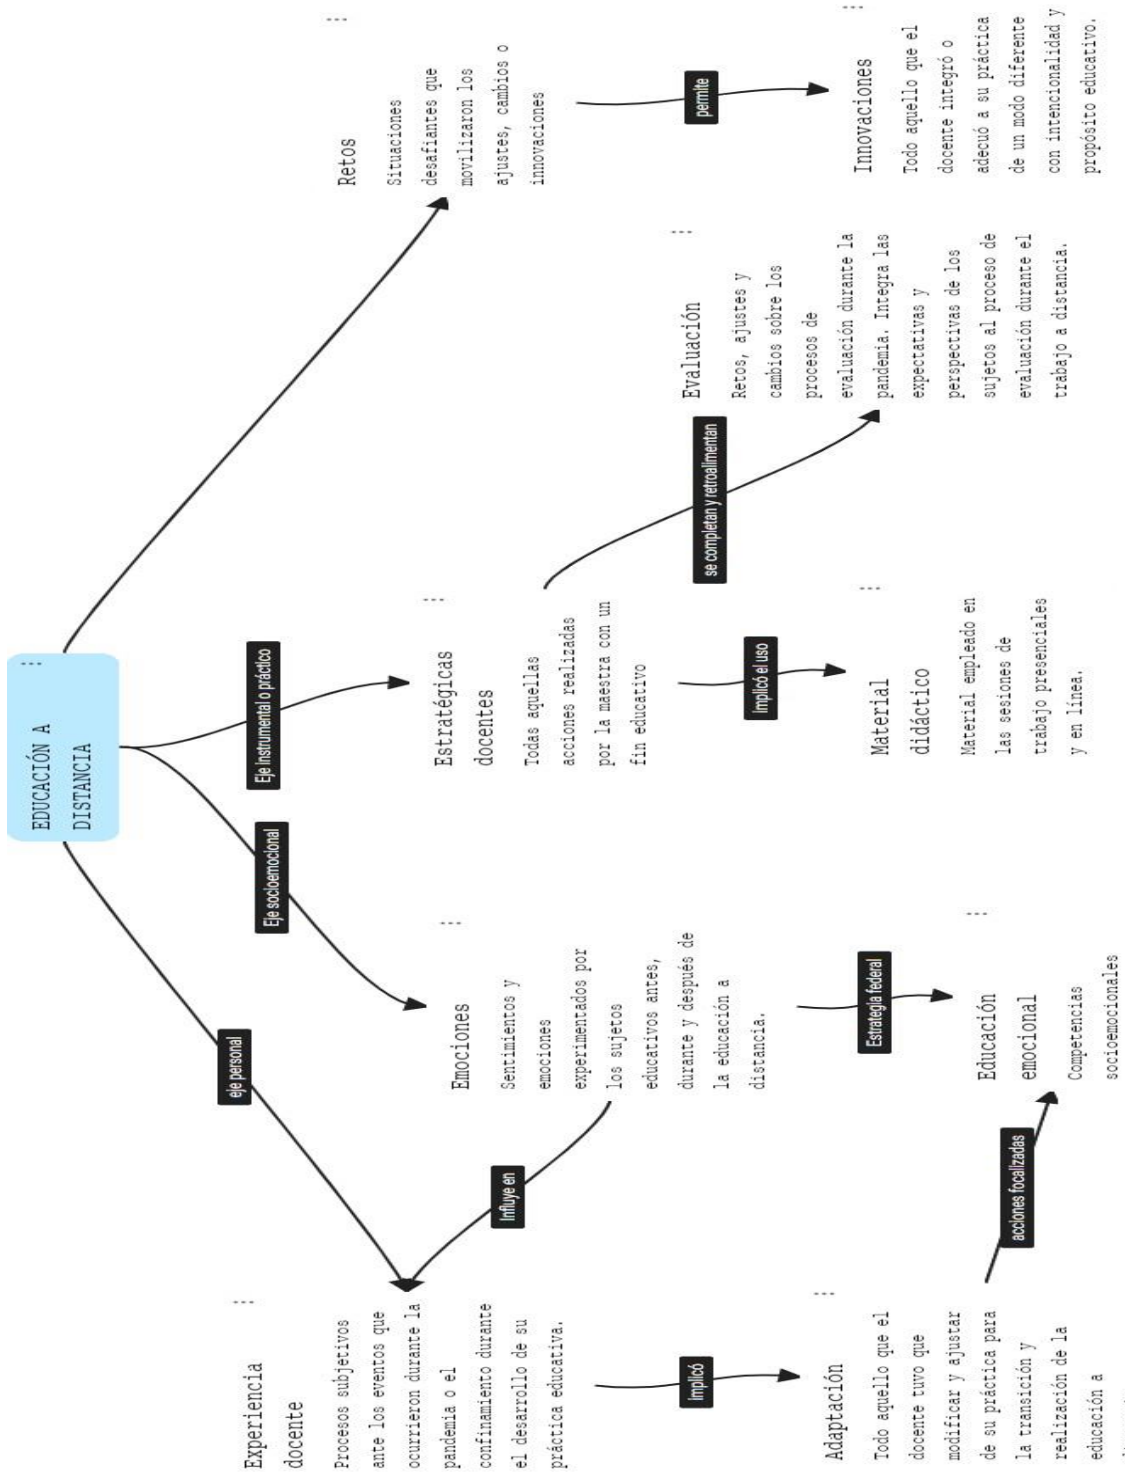 EDUCACIÓN A
DISTANCIA
eje personal
Eje socioemocional
Eje instrumental o práctico
Experiencia
docente
Procesos subjetivos
ante los eventos que
ocurrieron durante la
pandemia o el
confinamiento durante
el desarrollo de su
práctica educativa.
Influye en
Emociones
Sentimientos y
emociones
experimentados por
los sujetos
educativos antes,
durante y después de
la educación a
distancia.
Estratégicas
docentes
Todas aquellas
acciones realizadas
por la maestra con un
fin educativo
Retos
Situaciones
desafiantes que
movilizaron los
ajustes, cambios o
innovaciones
Implicó
Estrategia federal
Implicó el uso
se completan y retroalimentan
permite
Adaptación
Todo aquello que el
docente tuvo que
modificar y ajustar
de su práctica para
la transición y
realización de la
educación a
acciones focalizadas
Educación
emocional
Competencias
socioemocionales
Material
didáctico
Material empleado en
las sesiones de
trabajo presenciales
y en línea.
Evaluación
Retos, ajustes y
cambios sobre los
procesos de
evaluación durante la
pandemia. Integra las
expectativas y
perspectivas de los
sujetos al proceso de
evaluación durante el
trabajo a distancia.
Innovaciones
Todo aquello que el
docente integró o
adecuó a su práctica
de un modo diferente
con intencionalidad y
propósito educativo.